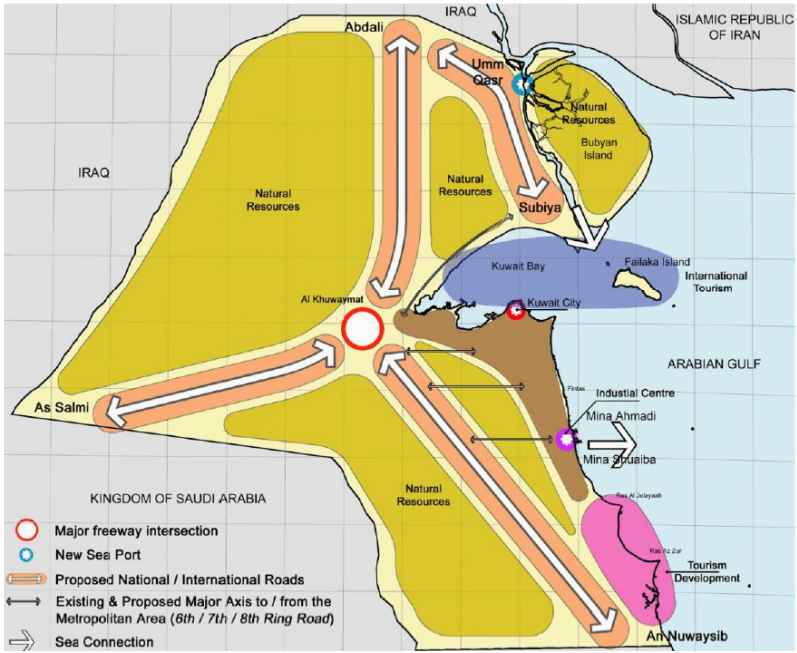 IRAQ
ISLAMIC REPUBLIC
OF IRAN
Abdali
Umm
Qasr
Natural
Resources
Bubyan
Island
IRAQ
Natural
Resources
Natural
Resources
Subiya
Kuwait Bay
Failaka Island
International
Tourism
Al Khuwaymat
Kuwait City
ARABIAN GULF
As Salmi
Fintas
Industial Centre
Mina Ahmadi
Mina Shuaiba
KINGDOM OF SAUDI ARABIA
Natural
Resources
Ras Al Julayaah
Ras Az Zor
Tourism
Development
An Nuwaysib
Major freeway intersection
New Sea Port
Proposed National / International Roads
Existing & Proposed Major Axis to / from the
Metropolitan Area (6th / 7th / 8th Ring Road)
Sea Connection